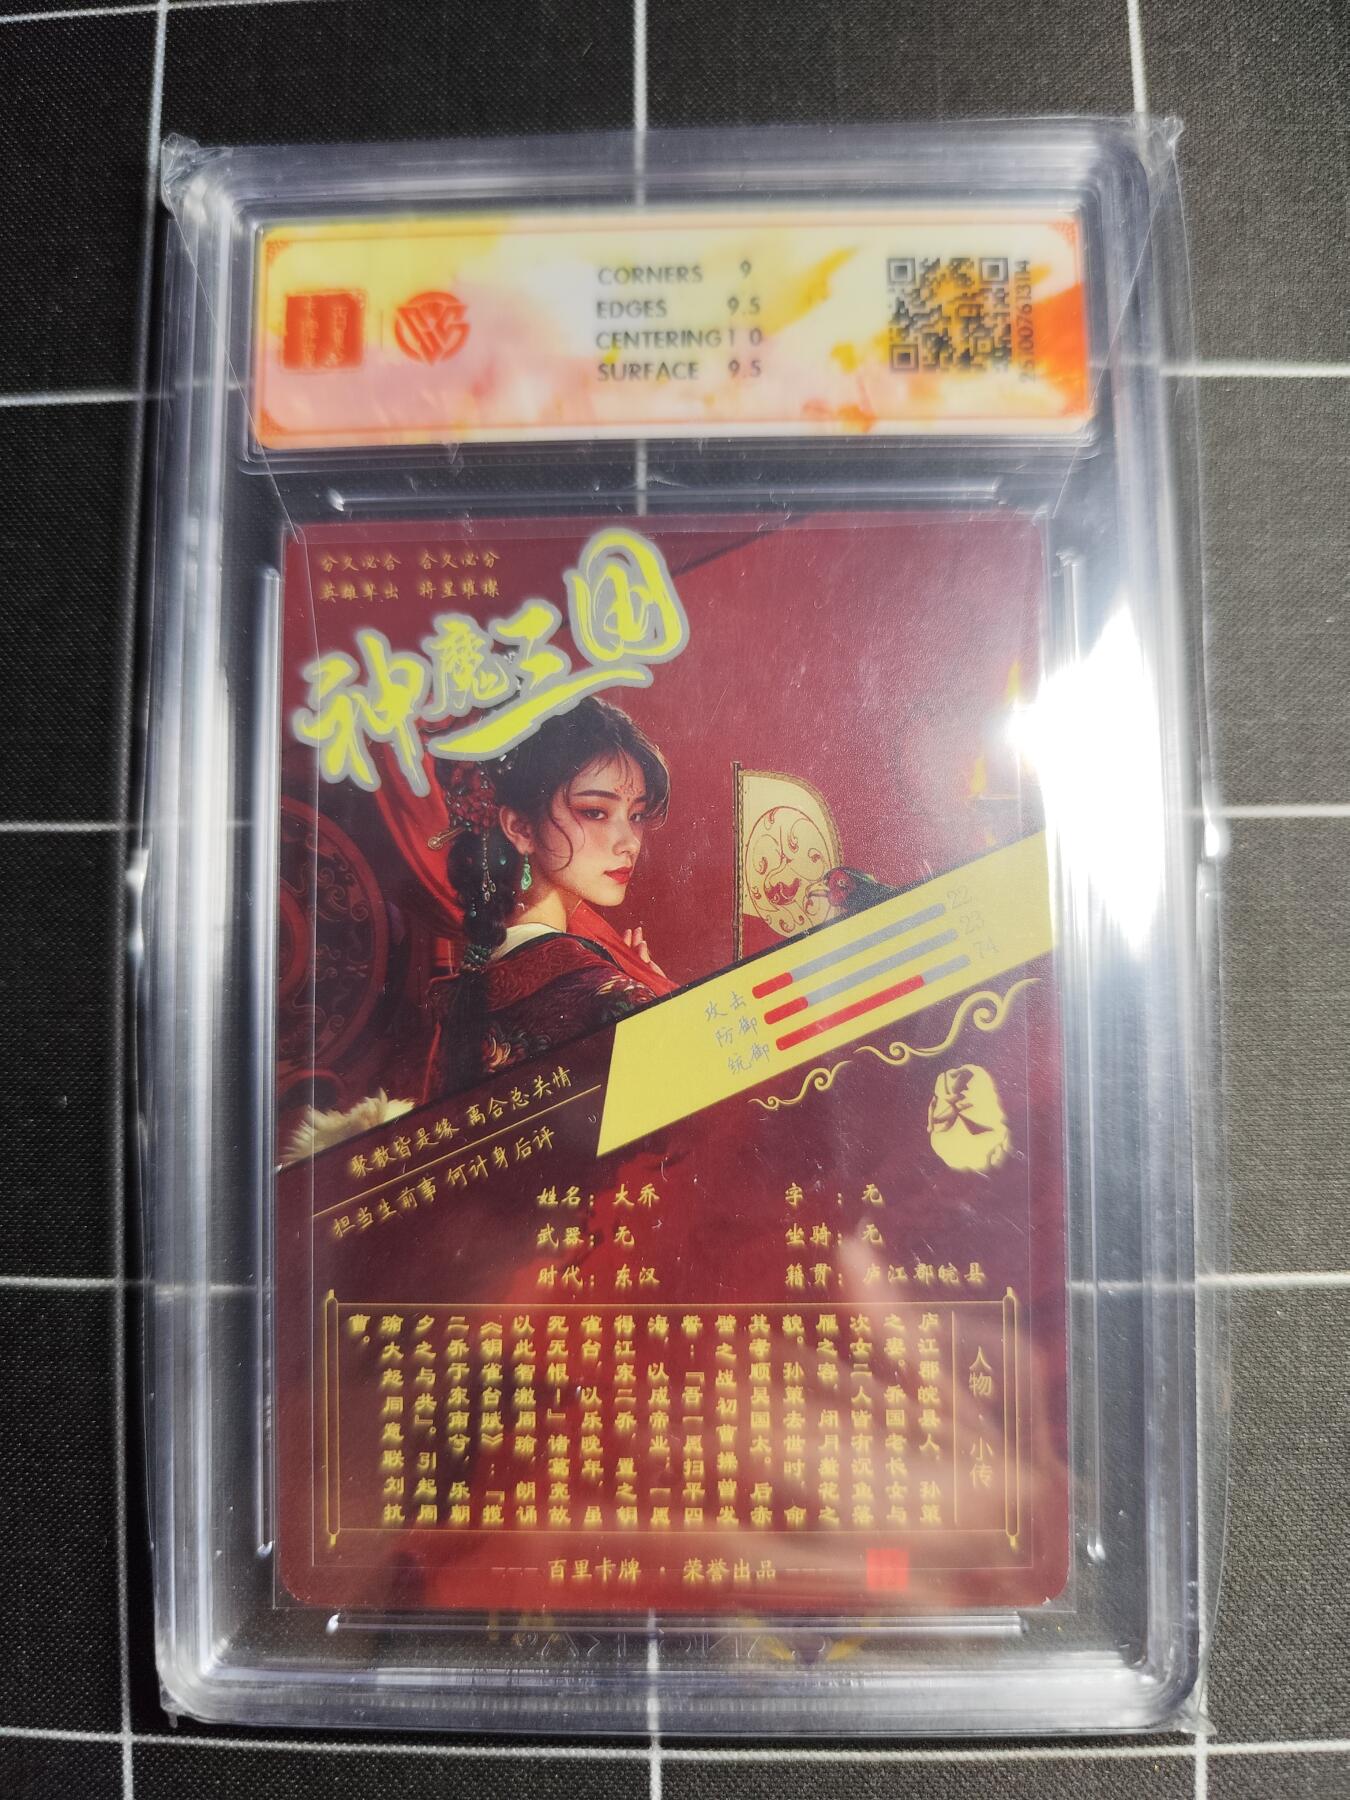 CORNERS 9
EDGES 9.5
CENTERING 10
SURFACE 9.5
分久必合 合久必分
英雄辈出 将星璀璨
神魔三国
22
23
74
攻击
防御
统御
聚散皆是缘 离合总关情
担当生前事 何计身后评
吴
姓名：大乔
字 ：无
武器：无
坐骑：无
时代：东汉
籍贯：庐江郡皖县
人物·小传
庐江郡皖县人，孙策
之妻。乔国老长女与
次女二人皆有沉鱼落
雁之容，闭月羞花之
貌。孙策去世时，命
其孝顺吴国太。后赤
壁之战初曹操曾发
誓：『吾一愿扫平四
海，以成帝业；一愿
得江东二乔，置之铜
雀台，以乐晚年，虽
死无恨！』诸葛亮故
以此智激周瑜，朗诵
《铜雀台赋》：『揽
二乔于东南兮，乐朝
夕之与共』。引起周
瑜大怒同意联刘抗
曹。
---百里卡牌 · 荣誉出品---